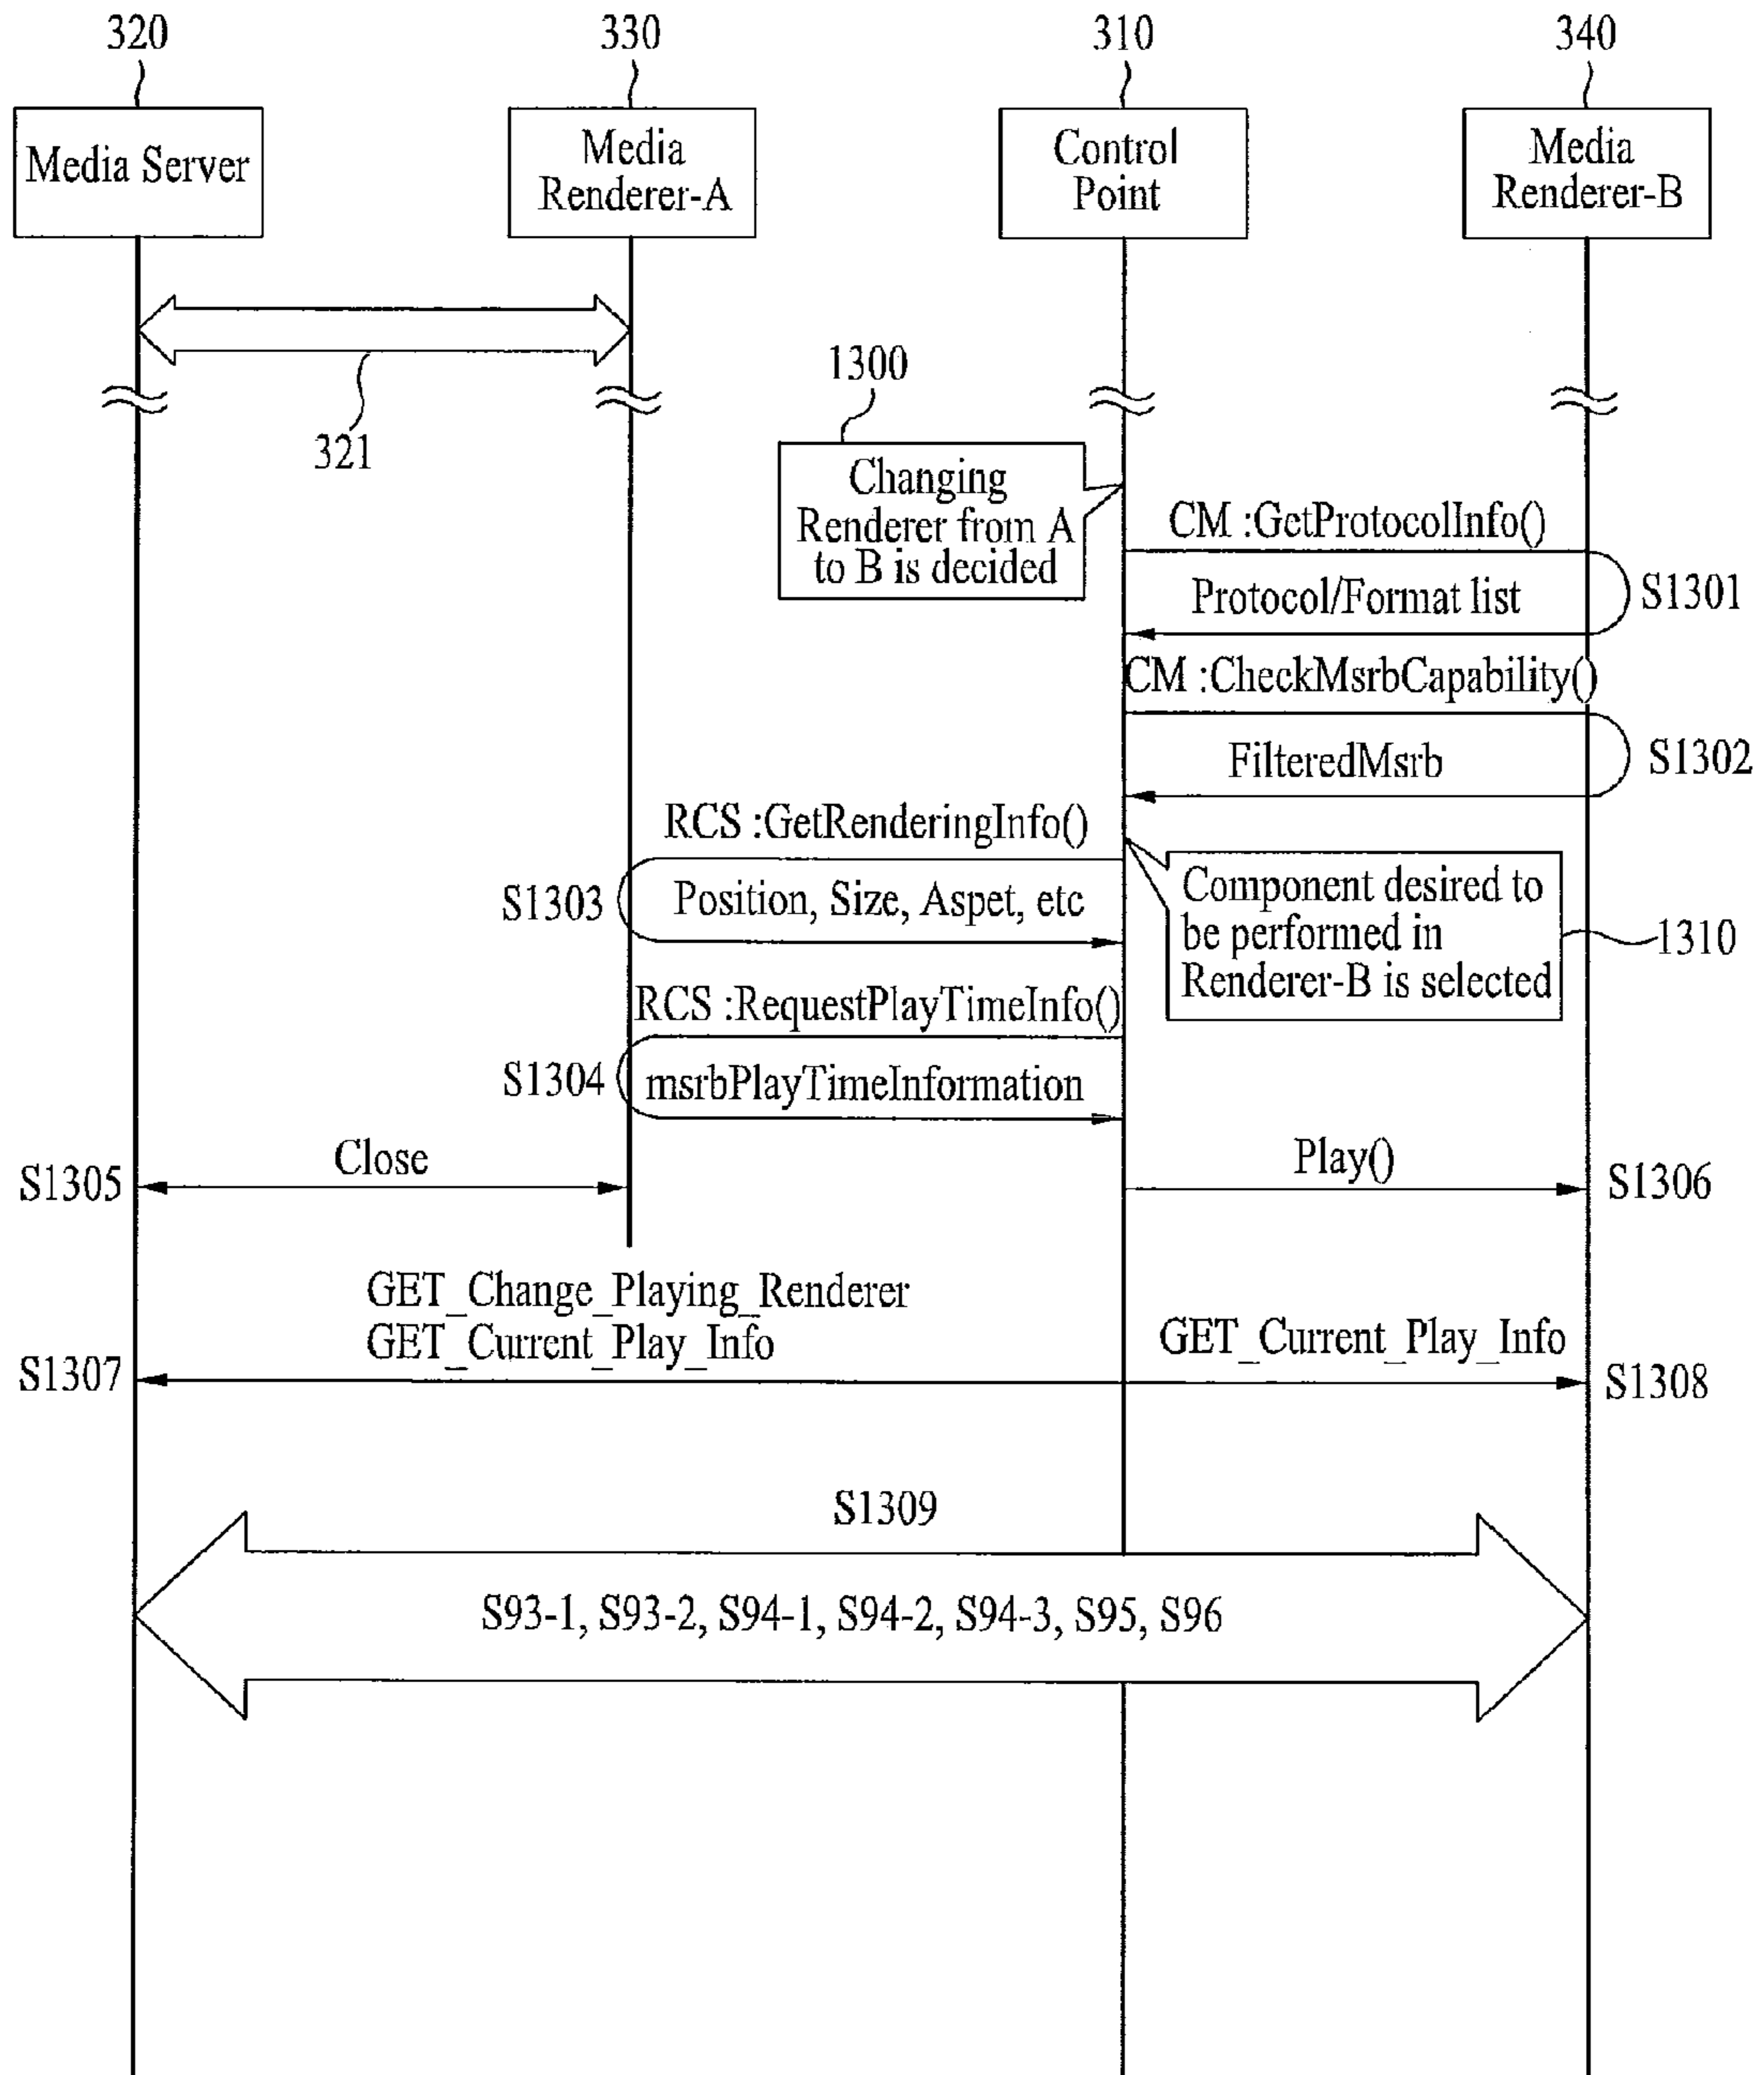 320
330
310
340
Media Server
Media
Renderer-A
Control
Point
Media
Renderer-B
321
1300
Changing
Renderer from A
to B is decided
CM :GetProtocolInfo()
Protocol/Format list
S1301
CM :CheckMsrbCapability()
FilteredMsrb
S1302
RCS :GetRenderingInfo()
S1303
Position, Size, Aspet, etc
Component desired to
be performed in
Renderer-B is selected
1310
RCS :RequestPlayTimeInfo()
S1304
msrbPlayTimeInformation
S1305
Close
Play()
S1306
GET_Change_Playing_Renderer
GET_Current_Play_Info
GET_Current_Play_Info
S1307
S1308
S1309
S93-1, S93-2, S94-1, S94-2, S94-3, S95, S96